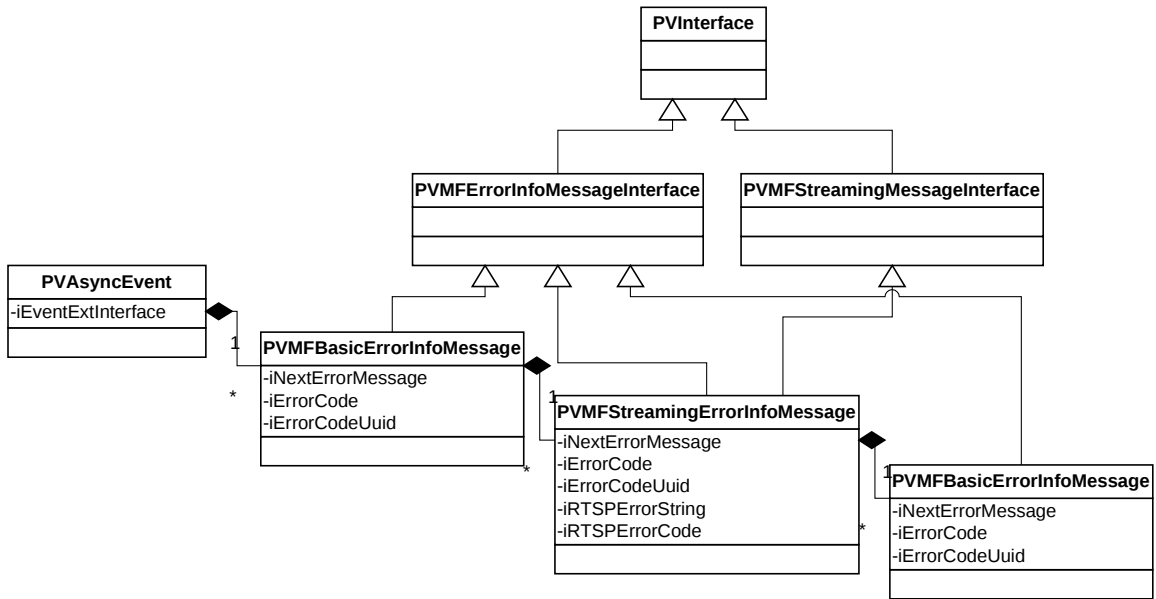 PVInterface
PVMFErrorInfoMessageInterface
PVMFStreamingMessageInterface
PVAsyncEvent
-iEventExtInterface
1
*
PVMFBasicErrorInfoMessage
-iNextErrorMessage
-iErrorCode
-iErrorCodeUuid
1
*
PVMFStreamingErrorInfoMessage
-iNextErrorMessage
-iErrorCode
-iErrorCodeUuid
-iRTSPErrorString
-iRTSPErrorCode
1
*
PVMFBasicErrorInfoMessage
-iNextErrorMessage
-iErrorCode
-iErrorCodeUuid